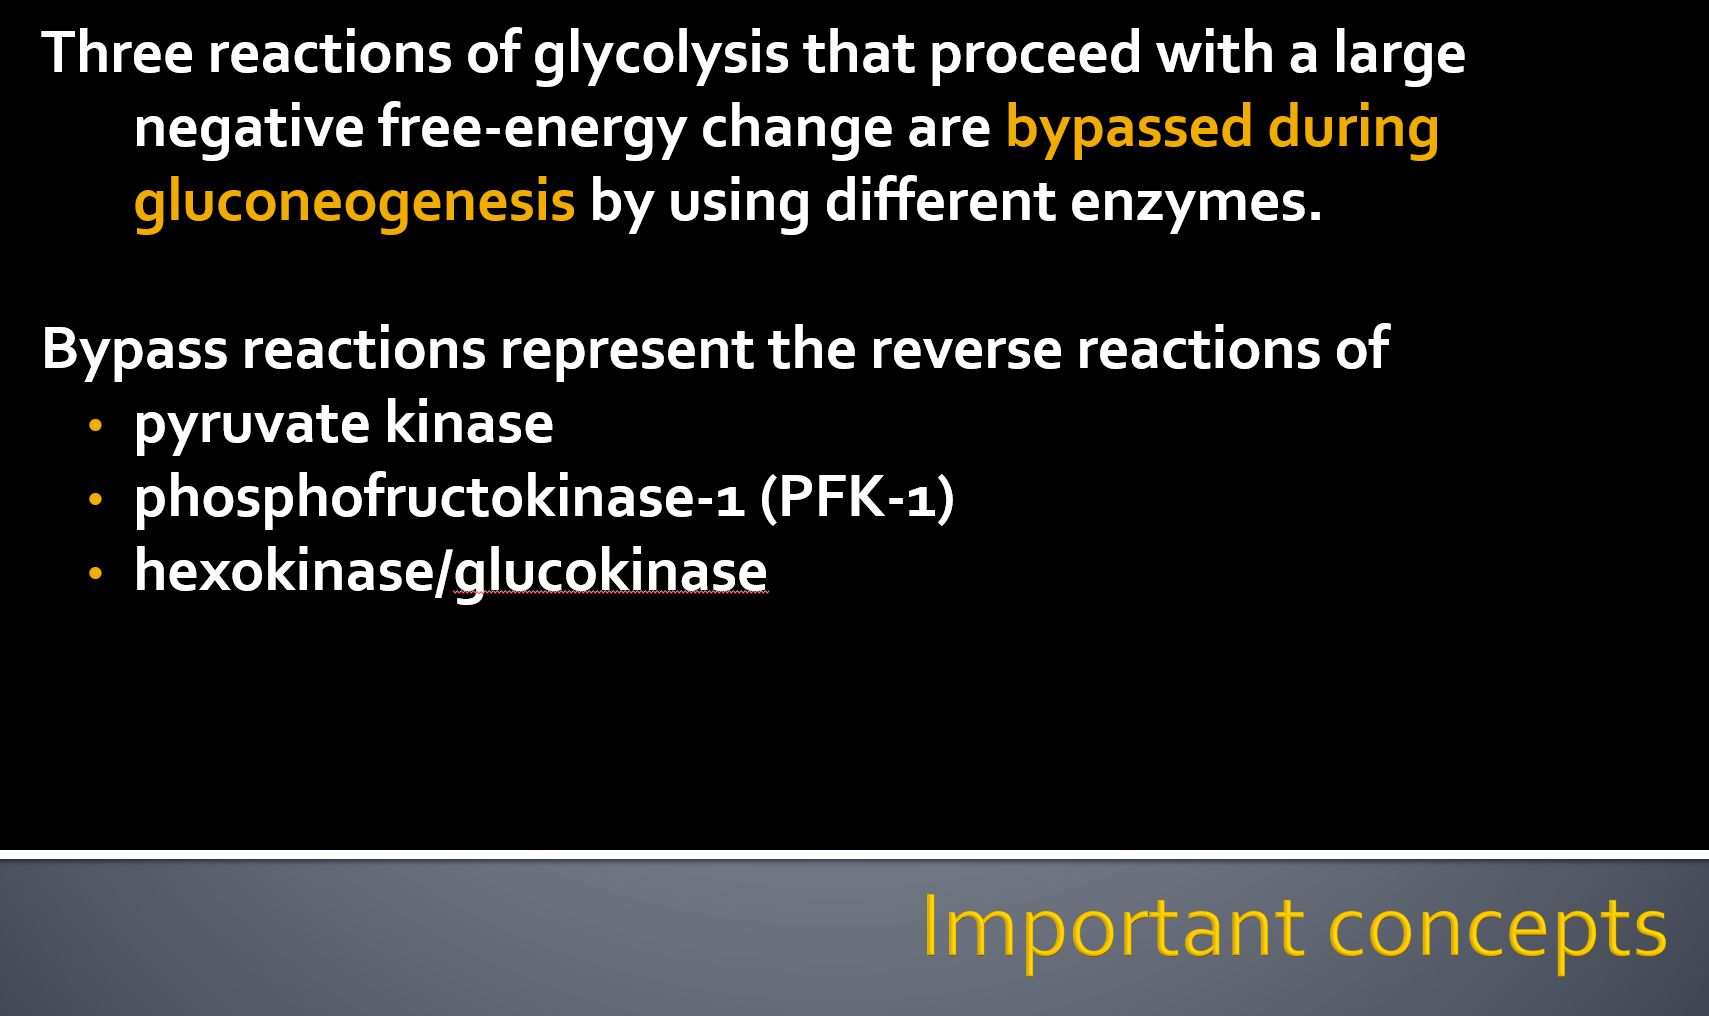 Three reactions of glycolysis that proceed with a large
negative free-energy change are bypassed during
gluconeogenesis by using different enzymes.
Bypass reactions represent the reverse reactions of
• pyruvate kinase
• phosphofructokinase-1 (PFK-1)
• hexokinase/glucokinase
Important concepts